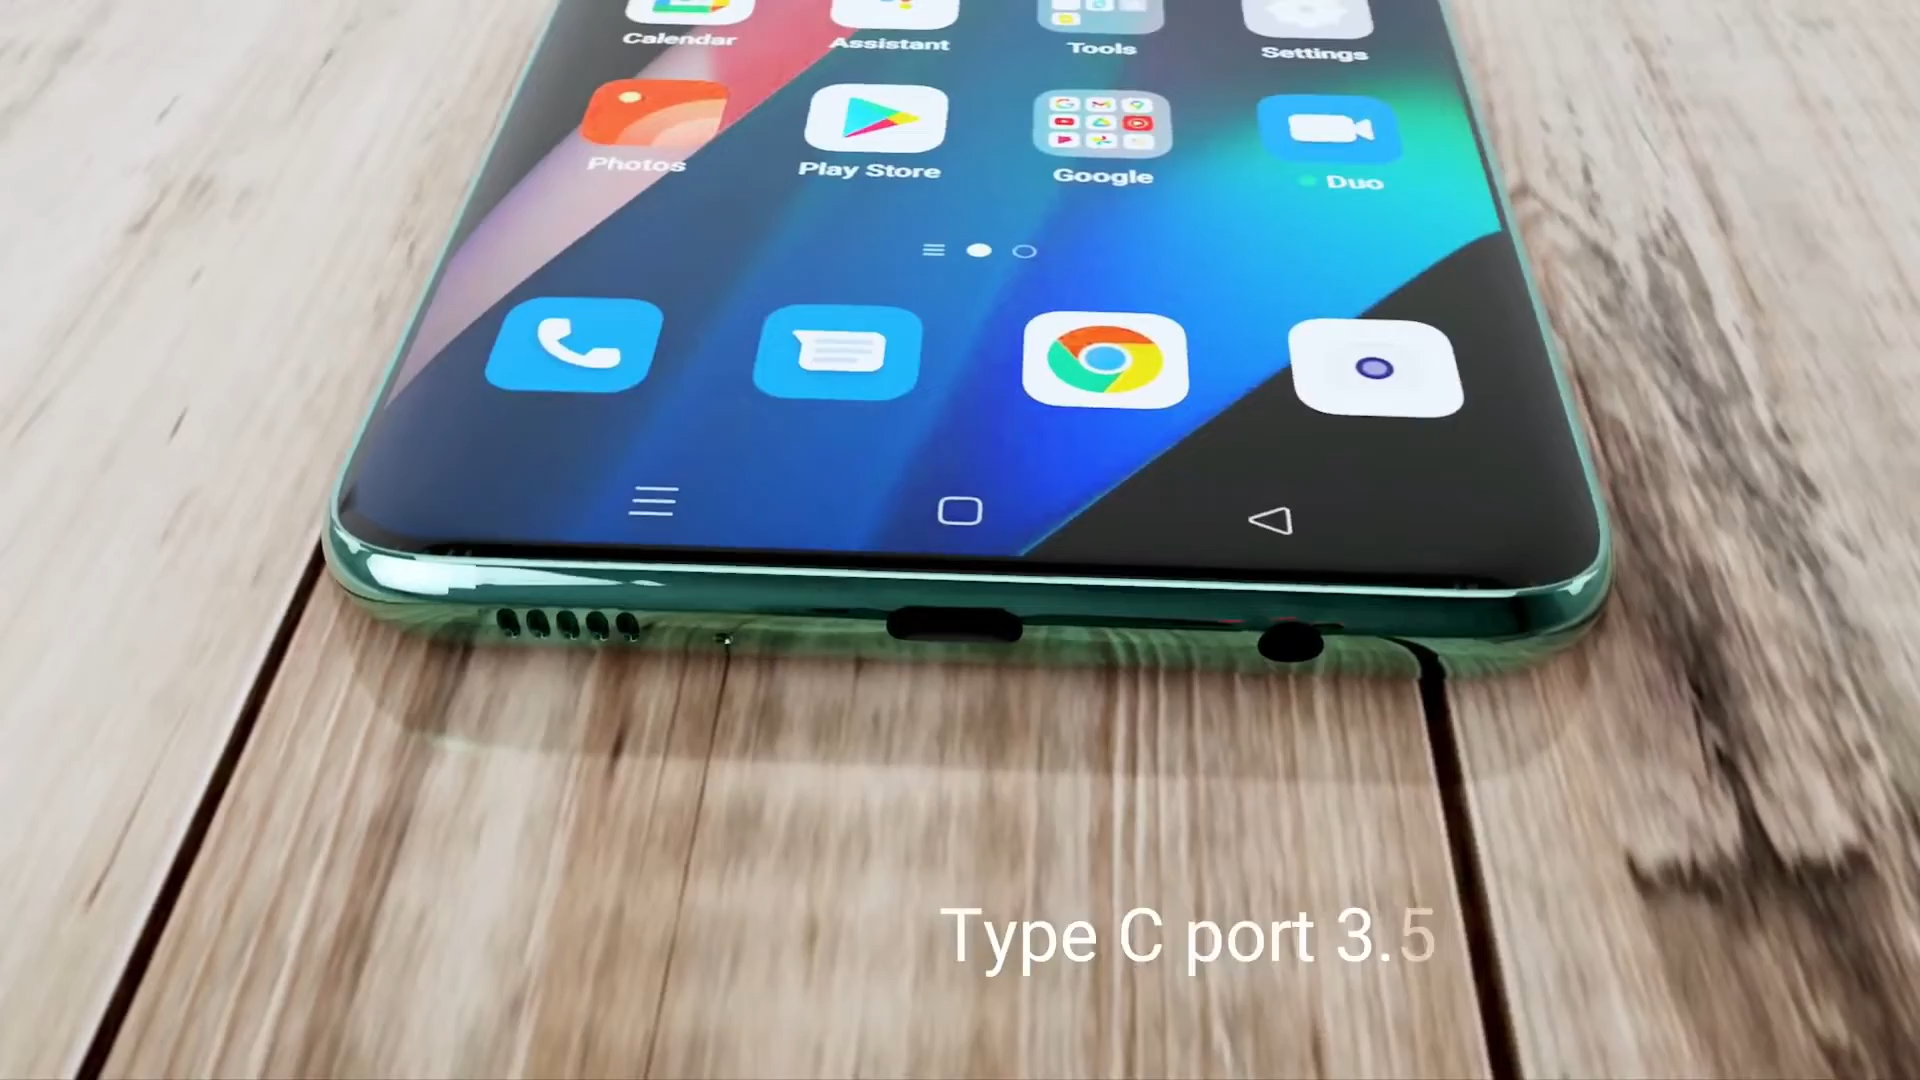 Calendar
Assistant
Tools
Settings
Photos
Play Store
Google
Duo
Type C port 3.5